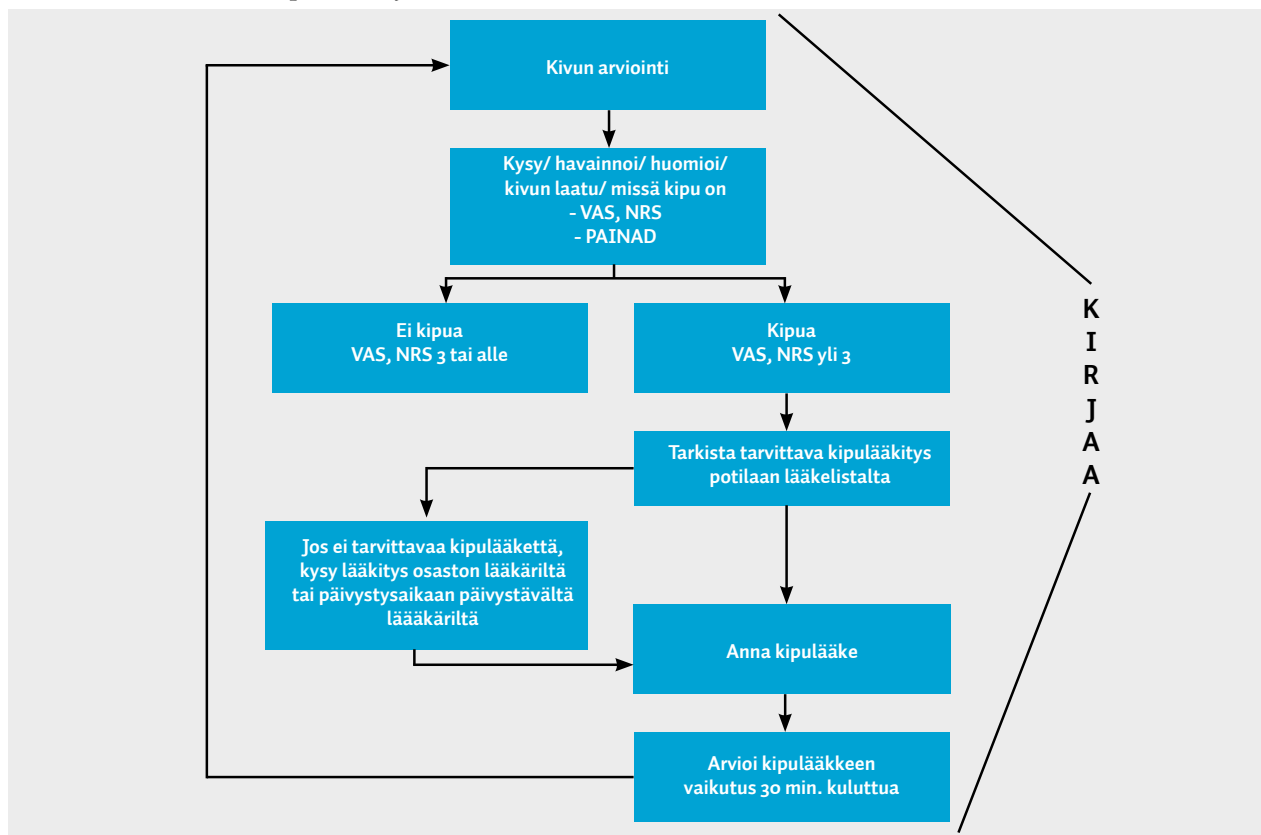 Kivun arviointi
Kysy/ havainnoi/ huomioi/
kivun laatu/ missä kipu on
- VAS, NRS
- PAINAD
Ei kipua
VAS, NRS 3 tai alle
Kipua
VAS, NRS yli 3
Tarkista tarvittava kipulääkitys
potilaan lääkelistalta
Jos ei tarvittavaa kipulääkettä,
kysy lääkitys osaston lääkäriltä
tai päivystysaikaan päivystävältä
läääkäriltä
Anna kipulääke
Arvioi kipulääkkeen
vaikutus 30 min. kuluttua
K
I
R
J
A
A